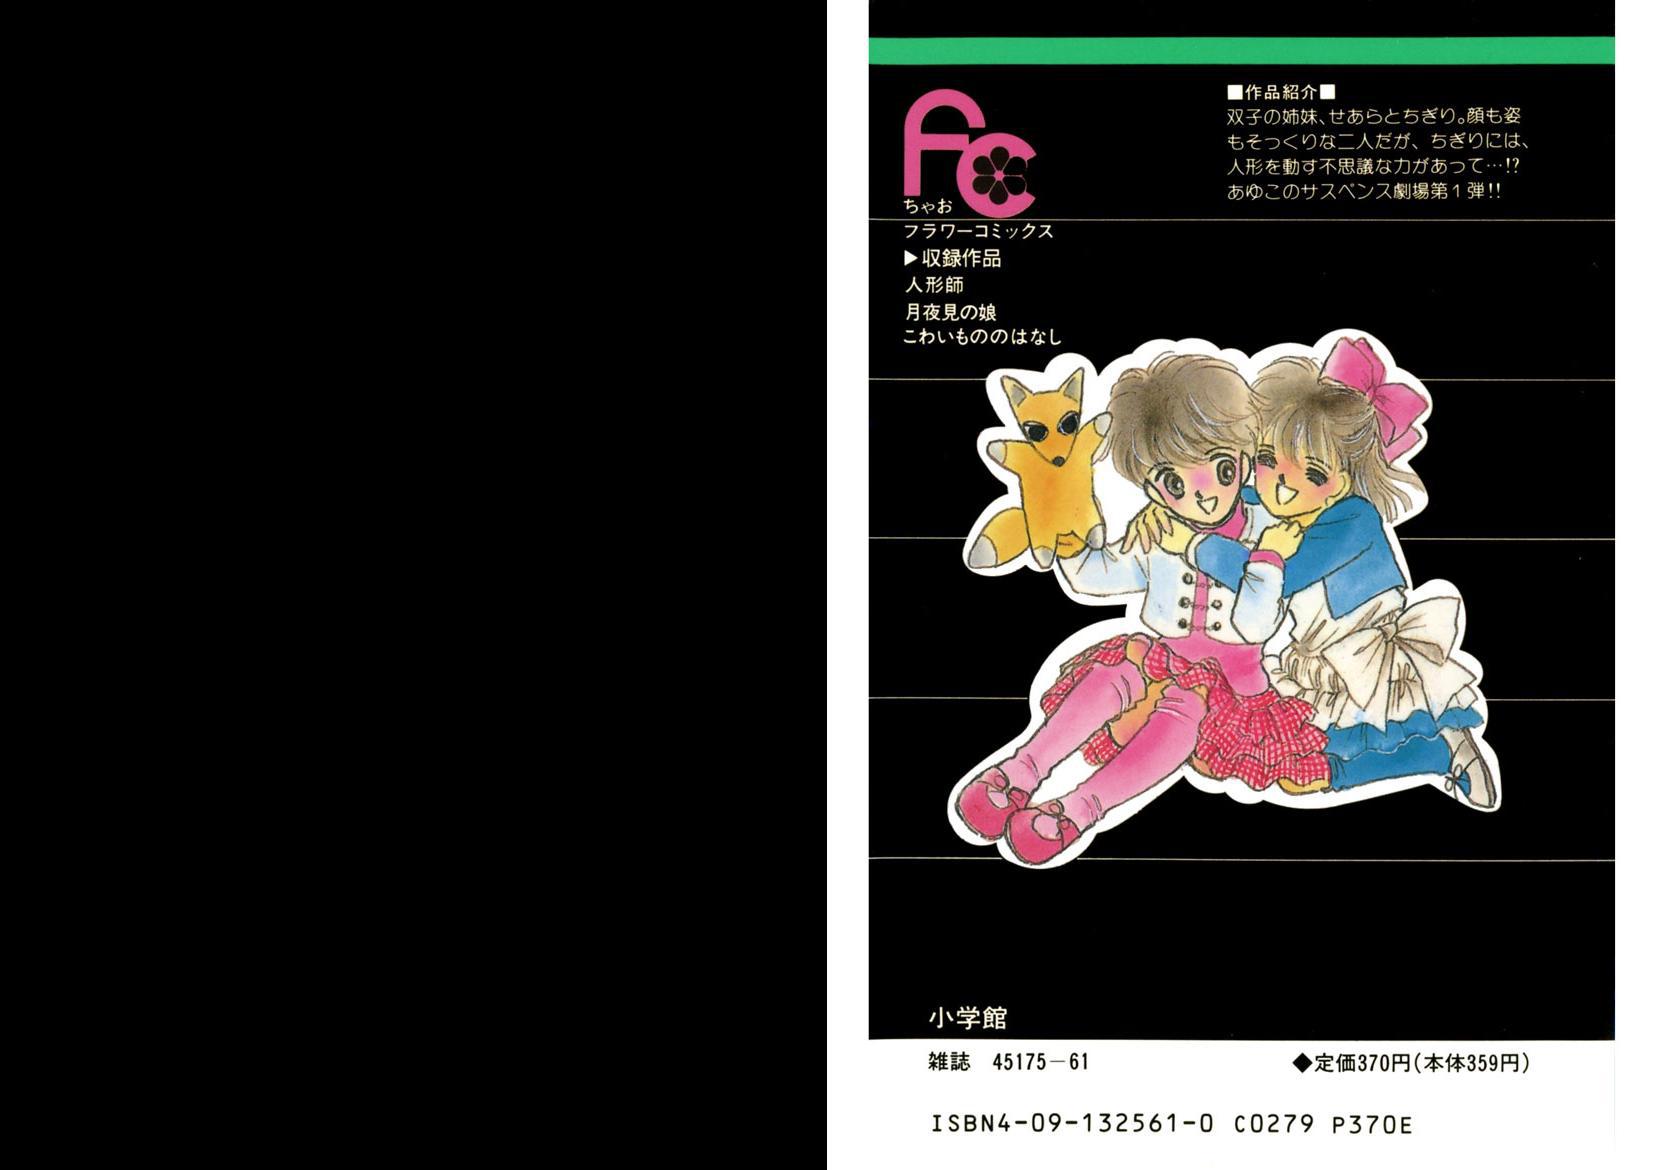 fc
ちゃお
フラワーコミックス
▶収録作品
人形師
月夜見の娘
こわいもののはなし
■作品紹介■
双子の姉妹、せあらとちぎり。顔も姿
もそっくりな二人だが、ちぎりには、
人形を動す不思議な力があって…!?
あゆこのサスペンス劇場第1弾!!
小学館
雑誌 45175-61
◆定価370円(本体359円)
ISBN4-09-132561-0 C0279 P370E